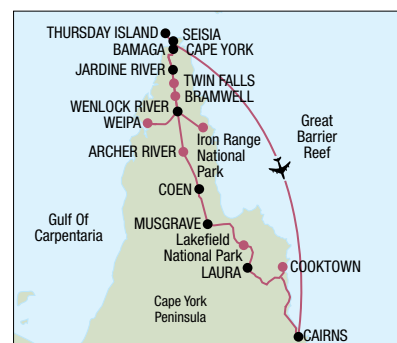 THURSDAY ISLAND
SEISIA
BAMAGA
CAPE YORK
JARDINE RIVER
TWIN FALLS
BRAMWELL
WENLOCK RIVER
WEIPA
Great
Barrier
Reef
Iron Range
National
Park
ARCHER RIVER
COEN
Gulf Of
Carpentaria
MUSGRAVE
Lakefield
National Park
LAURA
COOKTOWN
Cape York
Peninsula
CAIRNS